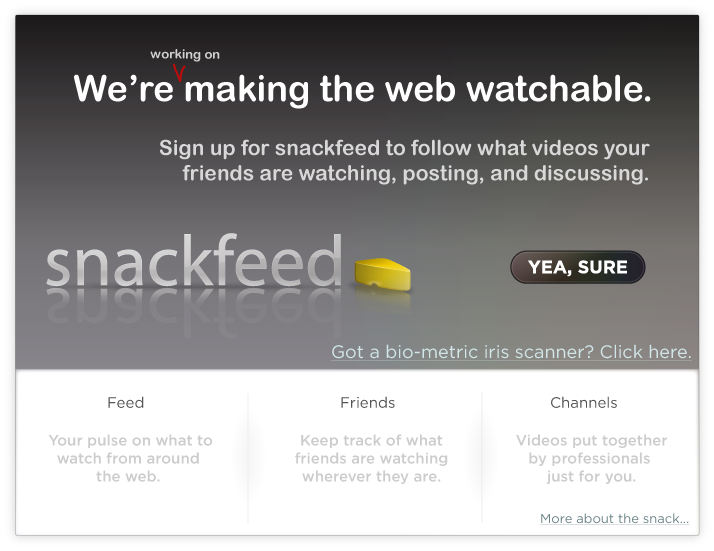 working on
We're making the web watchable.
Sign up for snackfeed to follow what videos your
friends are watching, posting, and discussing.
snackfeed
YEA, SURE
Got a bio-metric iris scanner? Click here.
Feed
Your pulse on what to
watch from around
the web.
Friends
Keep track of what
friends are watching
wherever they are.
Channels
Videos put together
by professionals
just for you.
More about the snack...